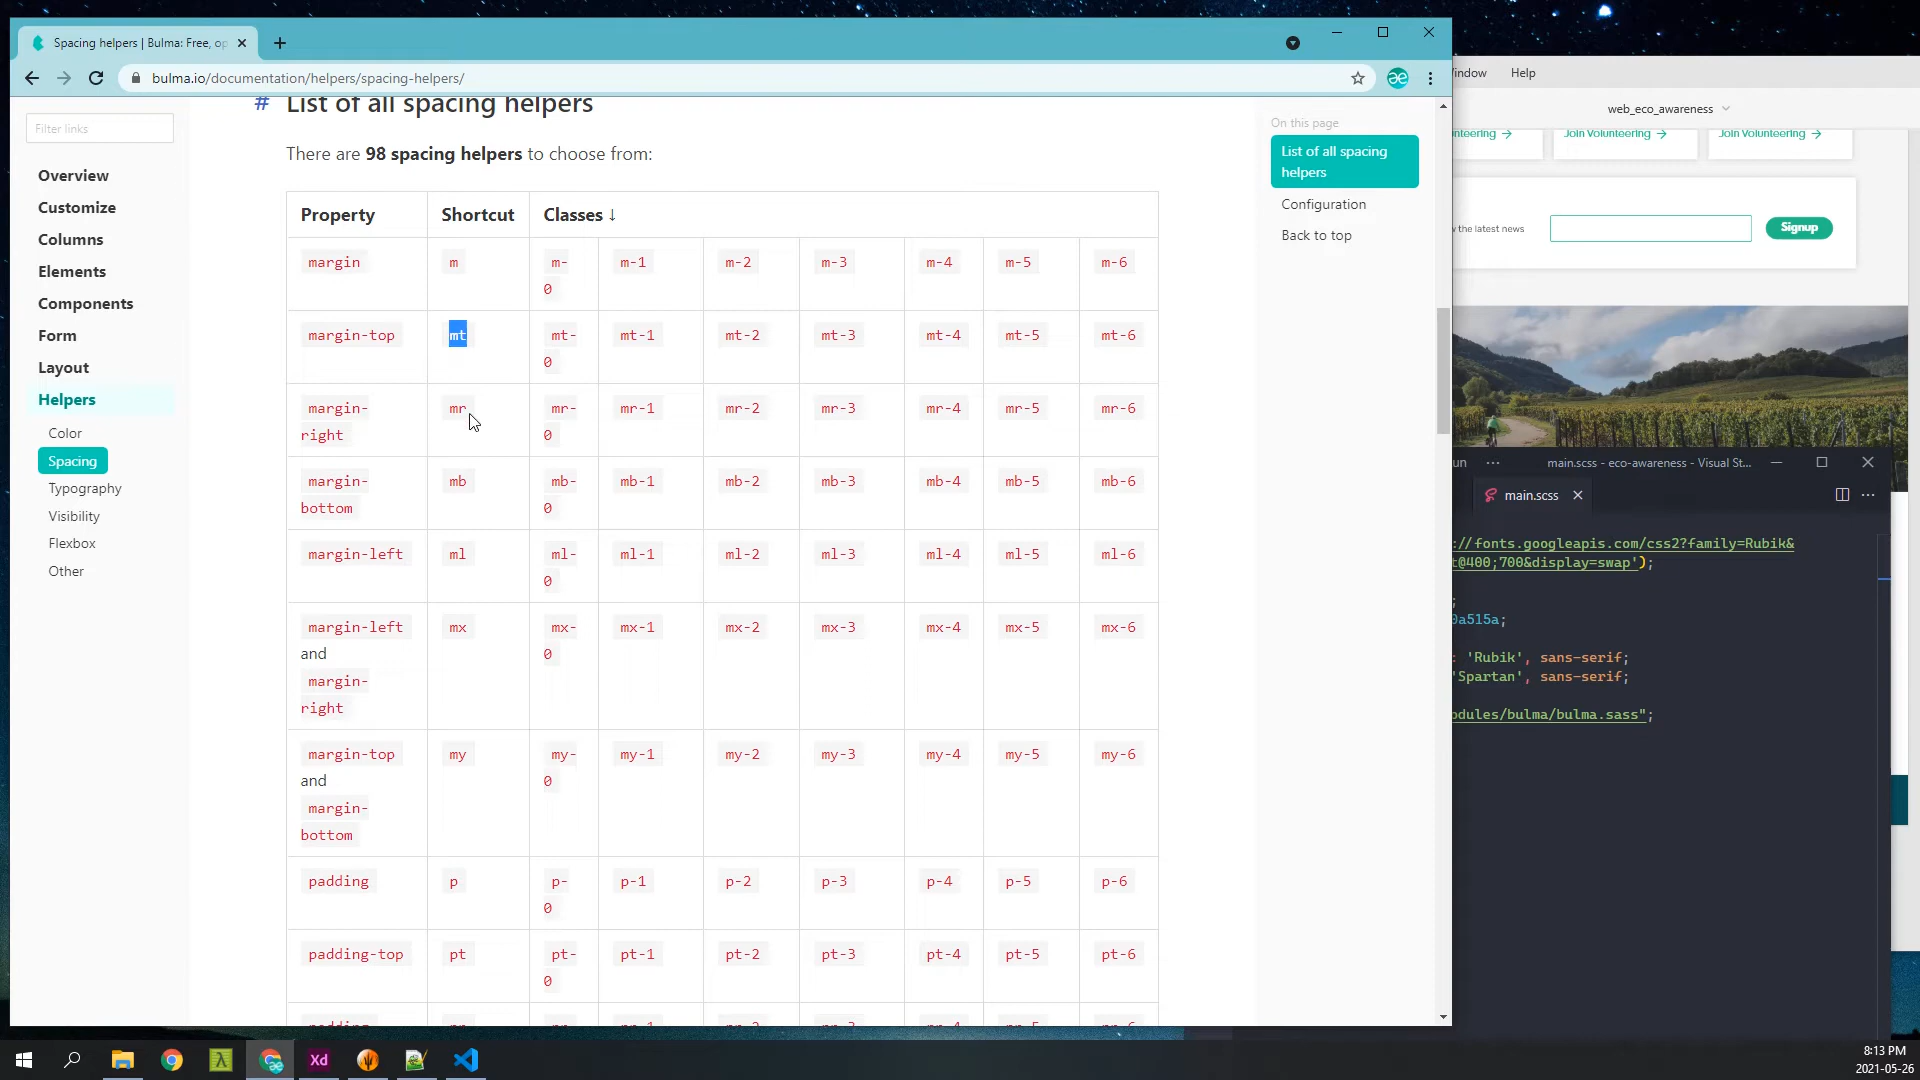 Spacing helpers | Bulma: Free, op
bulma.io/documentation/helpers/spacing-helpers/
Filter links
Overview
Customize
Columns
Elements
Components
Form
Layout
Helpers
Color
Spacing
Typography
Visibility
Flexbox
Other
# List of all spacing helpers
There are 98 spacing helpers to choose from:
Property Shortcut Classes ↓
margin m m-0 m-1 m-2 m-3 m-4 m-5 m-6
margin-top mt mt-0 mt-1 mt-2 mt-3 mt-4 mt-5 mt-6
margin-right mr mr-0 mr-1 mr-2 mr-3 mr-4 mr-5 mr-6
margin-bottom mb mb-0 mb-1 mb-2 mb-3 mb-4 mb-5 mb-6
margin-left ml ml-0 ml-1 ml-2 ml-3 ml-4 ml-5 ml-6
margin-left and margin-right mx mx-0 mx-1 mx-2 mx-3 mx-4 mx-5 mx-6
margin-top and margin-bottom my my-0 my-1 my-2 my-3 my-4 my-5 my-6
padding p p-0 p-1 p-2 p-3 p-4 p-5 p-6
padding-top pt pt-0 pt-1 pt-2 pt-3 pt-4 pt-5 pt-6
On this page
List of all spacing
helpers
Configuration
Back to top
indow Help
web_eco_awareness
nteering → Join Volunteering → Join Volunteering →
the latest news
Signup
un ··· main.scss - eco-awareness - Visual St...
main.scss
://fonts.googleapis.com/css2?family=Rubik&
t@400;700&display=swap');
;
0a515a;
: 'Rubik', sans-serif;
'Spartan', sans-serif;
odules/bulma/bulma.sass";
Xd
8:13 PM
2021-05-26